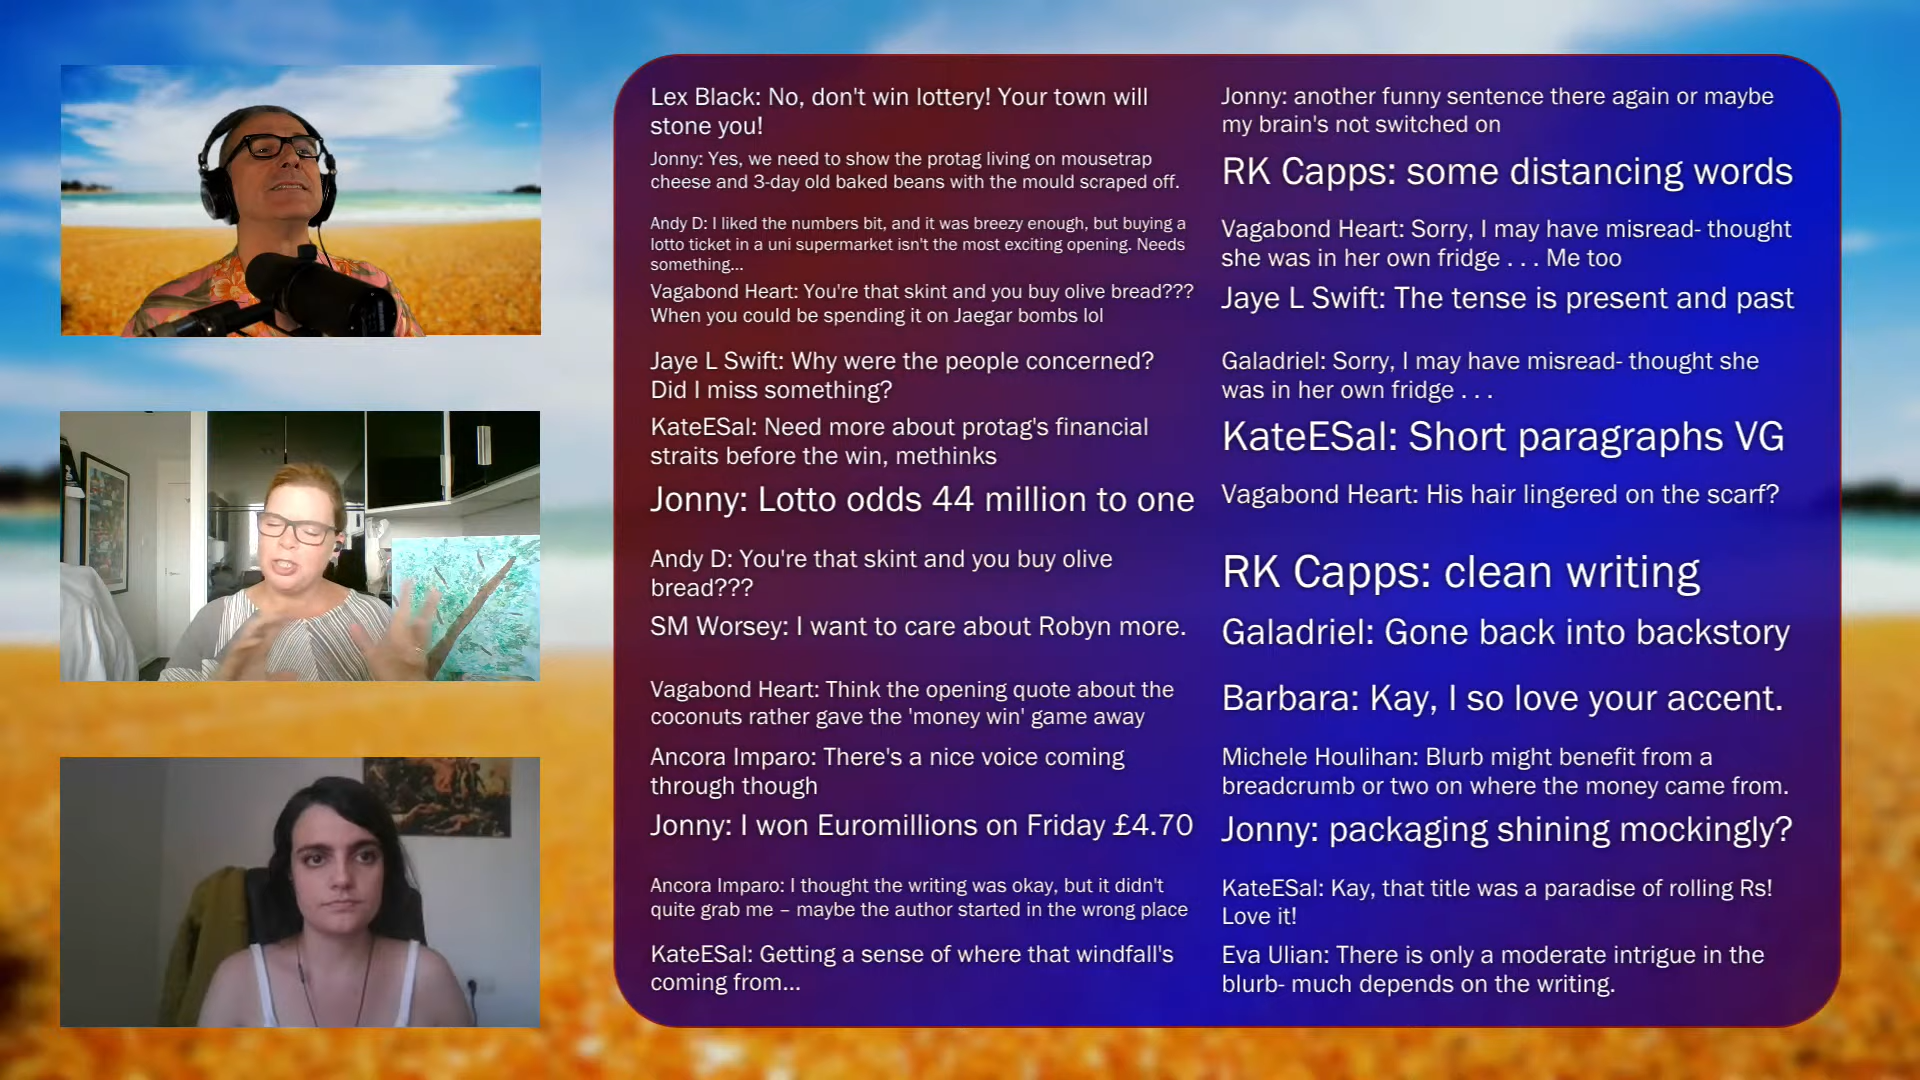 Lex Black: No, don't win lottery! Your town will
stone you!
Jonny: Yes, we need to show the protag living on mousetrap
cheese and 3-day old baked beans with the mould scraped off.
Andy D: I liked the numbers bit, and it was breezy enough, but buying a
lotto ticket in a uni supermarket isn't the most exciting opening. Needs
something...
Vagabond Heart: You're that skint and you buy olive bread???
When you could be spending it on Jaegar bombs lol
Jaye L Swift: Why were the people concerned?
Did I miss something?
KateESal: Need more about protag's financial
straits before the win, methinks
Jonny: Lotto odds 44 million to one
Andy D: You're that skint and you buy olive
bread???
SM Worsey: I want to care about Robyn more.
Vagabond Heart: Think the opening quote about the
coconuts rather gave the 'money win' game away
Ancora Imparo: There's a nice voice coming
through though
Jonny: I won Euromillions on Friday £4.70
Ancora Imparo: I thought the writing was okay, but it didn't
quite grab me – maybe the author started in the wrong place
KateESal: Getting a sense of where that windfall's
coming from...
Jonny: another funny sentence there again or maybe
my brain's not switched on
RK Capps: some distancing words
Vagabond Heart: Sorry, I may have misread- thought
she was in her own fridge . . . Me too
Jaye L Swift: The tense is present and past
Galadriel: Sorry, I may have misread- thought she
was in her own fridge . . .
KateESal: Short paragraphs VG
Vagabond Heart: His hair lingered on the scarf?
RK Capps: clean writing
Galadriel: Gone back into backstory
Barbara: Kay, I so love your accent.
Michele Houlihan: Blurb might benefit from a
breadcrumb or two on where the money came from.
Jonny: packaging shining mockingly?
KateESal: Kay, that title was a paradise of rolling Rs!
Love it!
Eva Ulian: There is only a moderate intrigue in the
blurb- much depends on the writing.